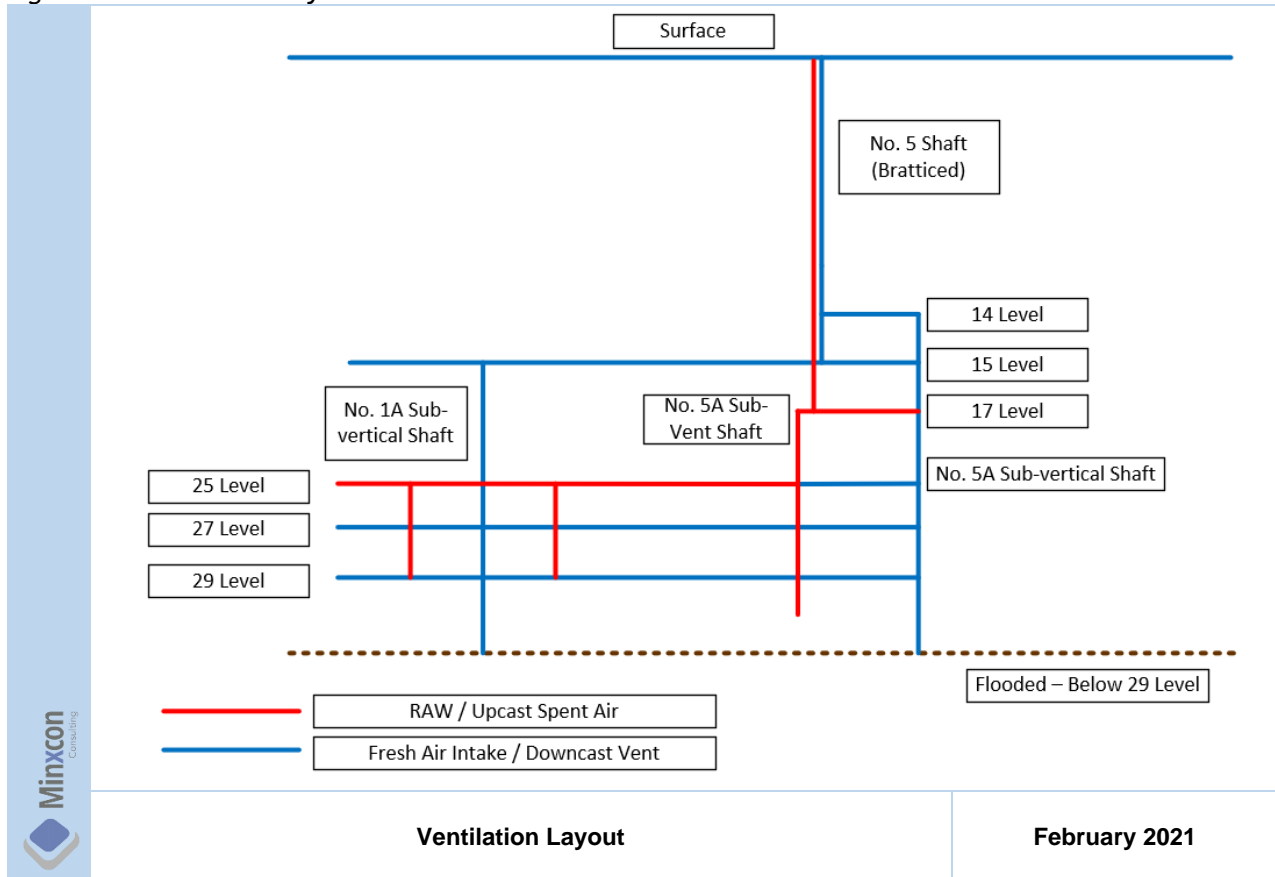 Surface
No. 5 Shaft
(Bratticed)
14 Level
15 Level
No. 1A Sub-
vertical Shaft
No. 5A Sub-
Vent Shaft
17 Level
25 Level
No. 5A Sub-vertical Shaft
27 Level
29 Level
Flooded – Below 29 Level
RAW / Upcast Spent Air
Fresh Air Intake / Downcast Vent
Minxcon
Consulting
Ventilation Layout
February 2021